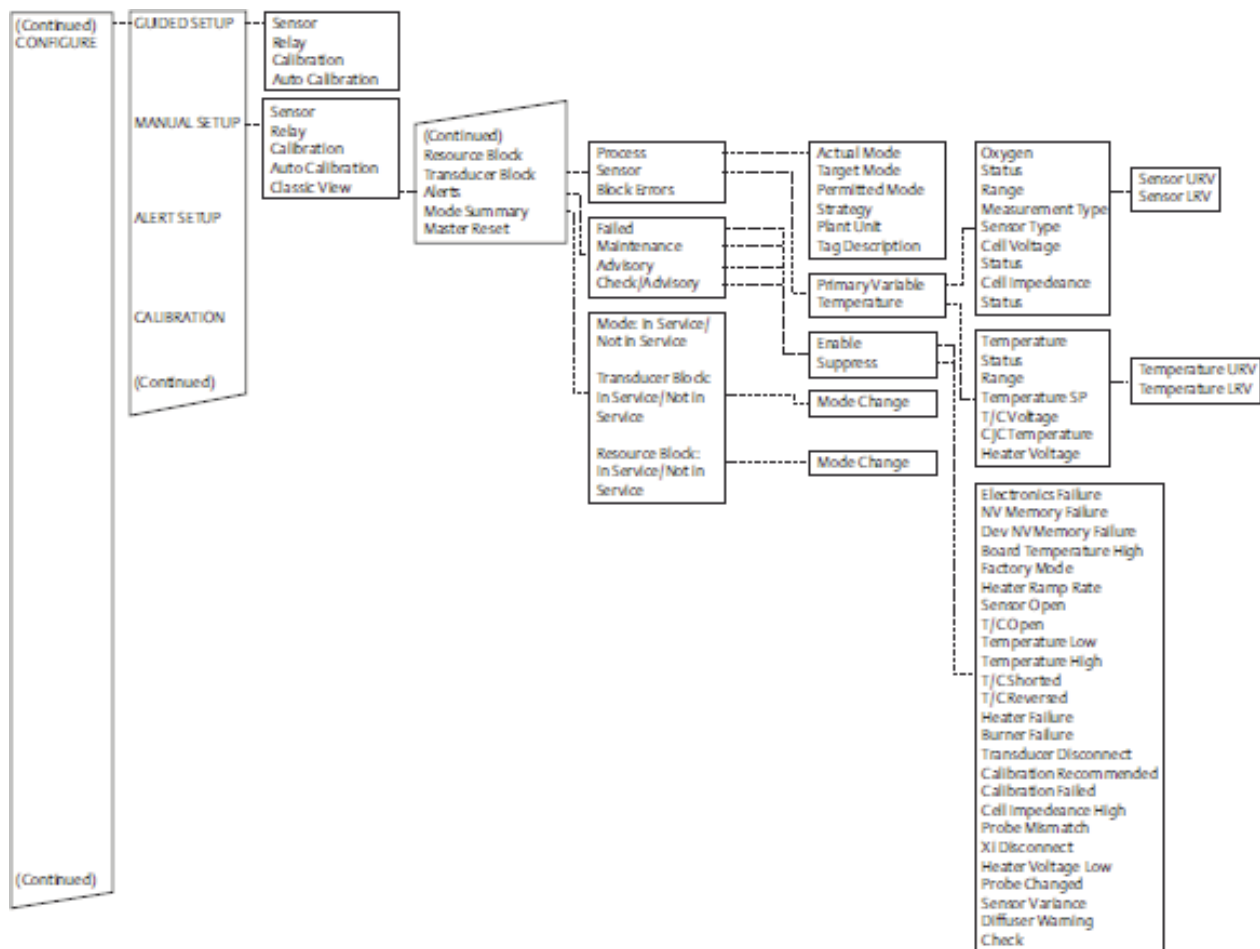 (Continued)
CONFIGURE
(Continued)
GUIDED SETUP
MANUAL SETUP
ALERT SETUP
CALIBRATION
(Continued)
Sensor
Relay
Calibration
Auto Calibration
Sensor
Relay
Calibration
Auto Calibration
Classic View
(Continued)
Resource Block
Transducer Block
Alerts
Mode Summary
Master Reset
Process
Sensor
Block Errors
Failed
Maintenance
Advisory
Check/Advisory
Mode: In Service/
Not In Service
Transducer Block:
In Service/Not In
Service
Resource Block:
In Service/Not In
Service
Actual Mode
Target Mode
Permitted Mode
Strategy
Plant Unit
Tag Description
Primary Variable
Temperature
Enable
Suppress
Mode Change
Mode Change
Oxygen
Status
Range
Measurement Type
Sensor Type
Cell Voltage
Status
Cell Impedance
Status
Sensor URV
Sensor LRV
Temperature
Status
Range
Temperature SP
T/C Voltage
CJC Temperature
Heater Voltage
Temperature URV
Temperature LRV
Electronics Failure
NV Memory Failure
Dev NV Memory Failure
Board Temperature High
Factory Mode
Heater Ramp Rate
Sensor Open
T/C Open
Temperature Low
Temperature High
T/C Shorted
T/C Reversed
Heater Failure
Burner Failure
Transducer Disconnect
Calibration Recommended
Calibration Failed
Cell Impedeance High
Probe Mismatch
XI Disconnect
Heater Voltage Low
Probe Changed
Sensor Variance
Diffuser Warning
Check